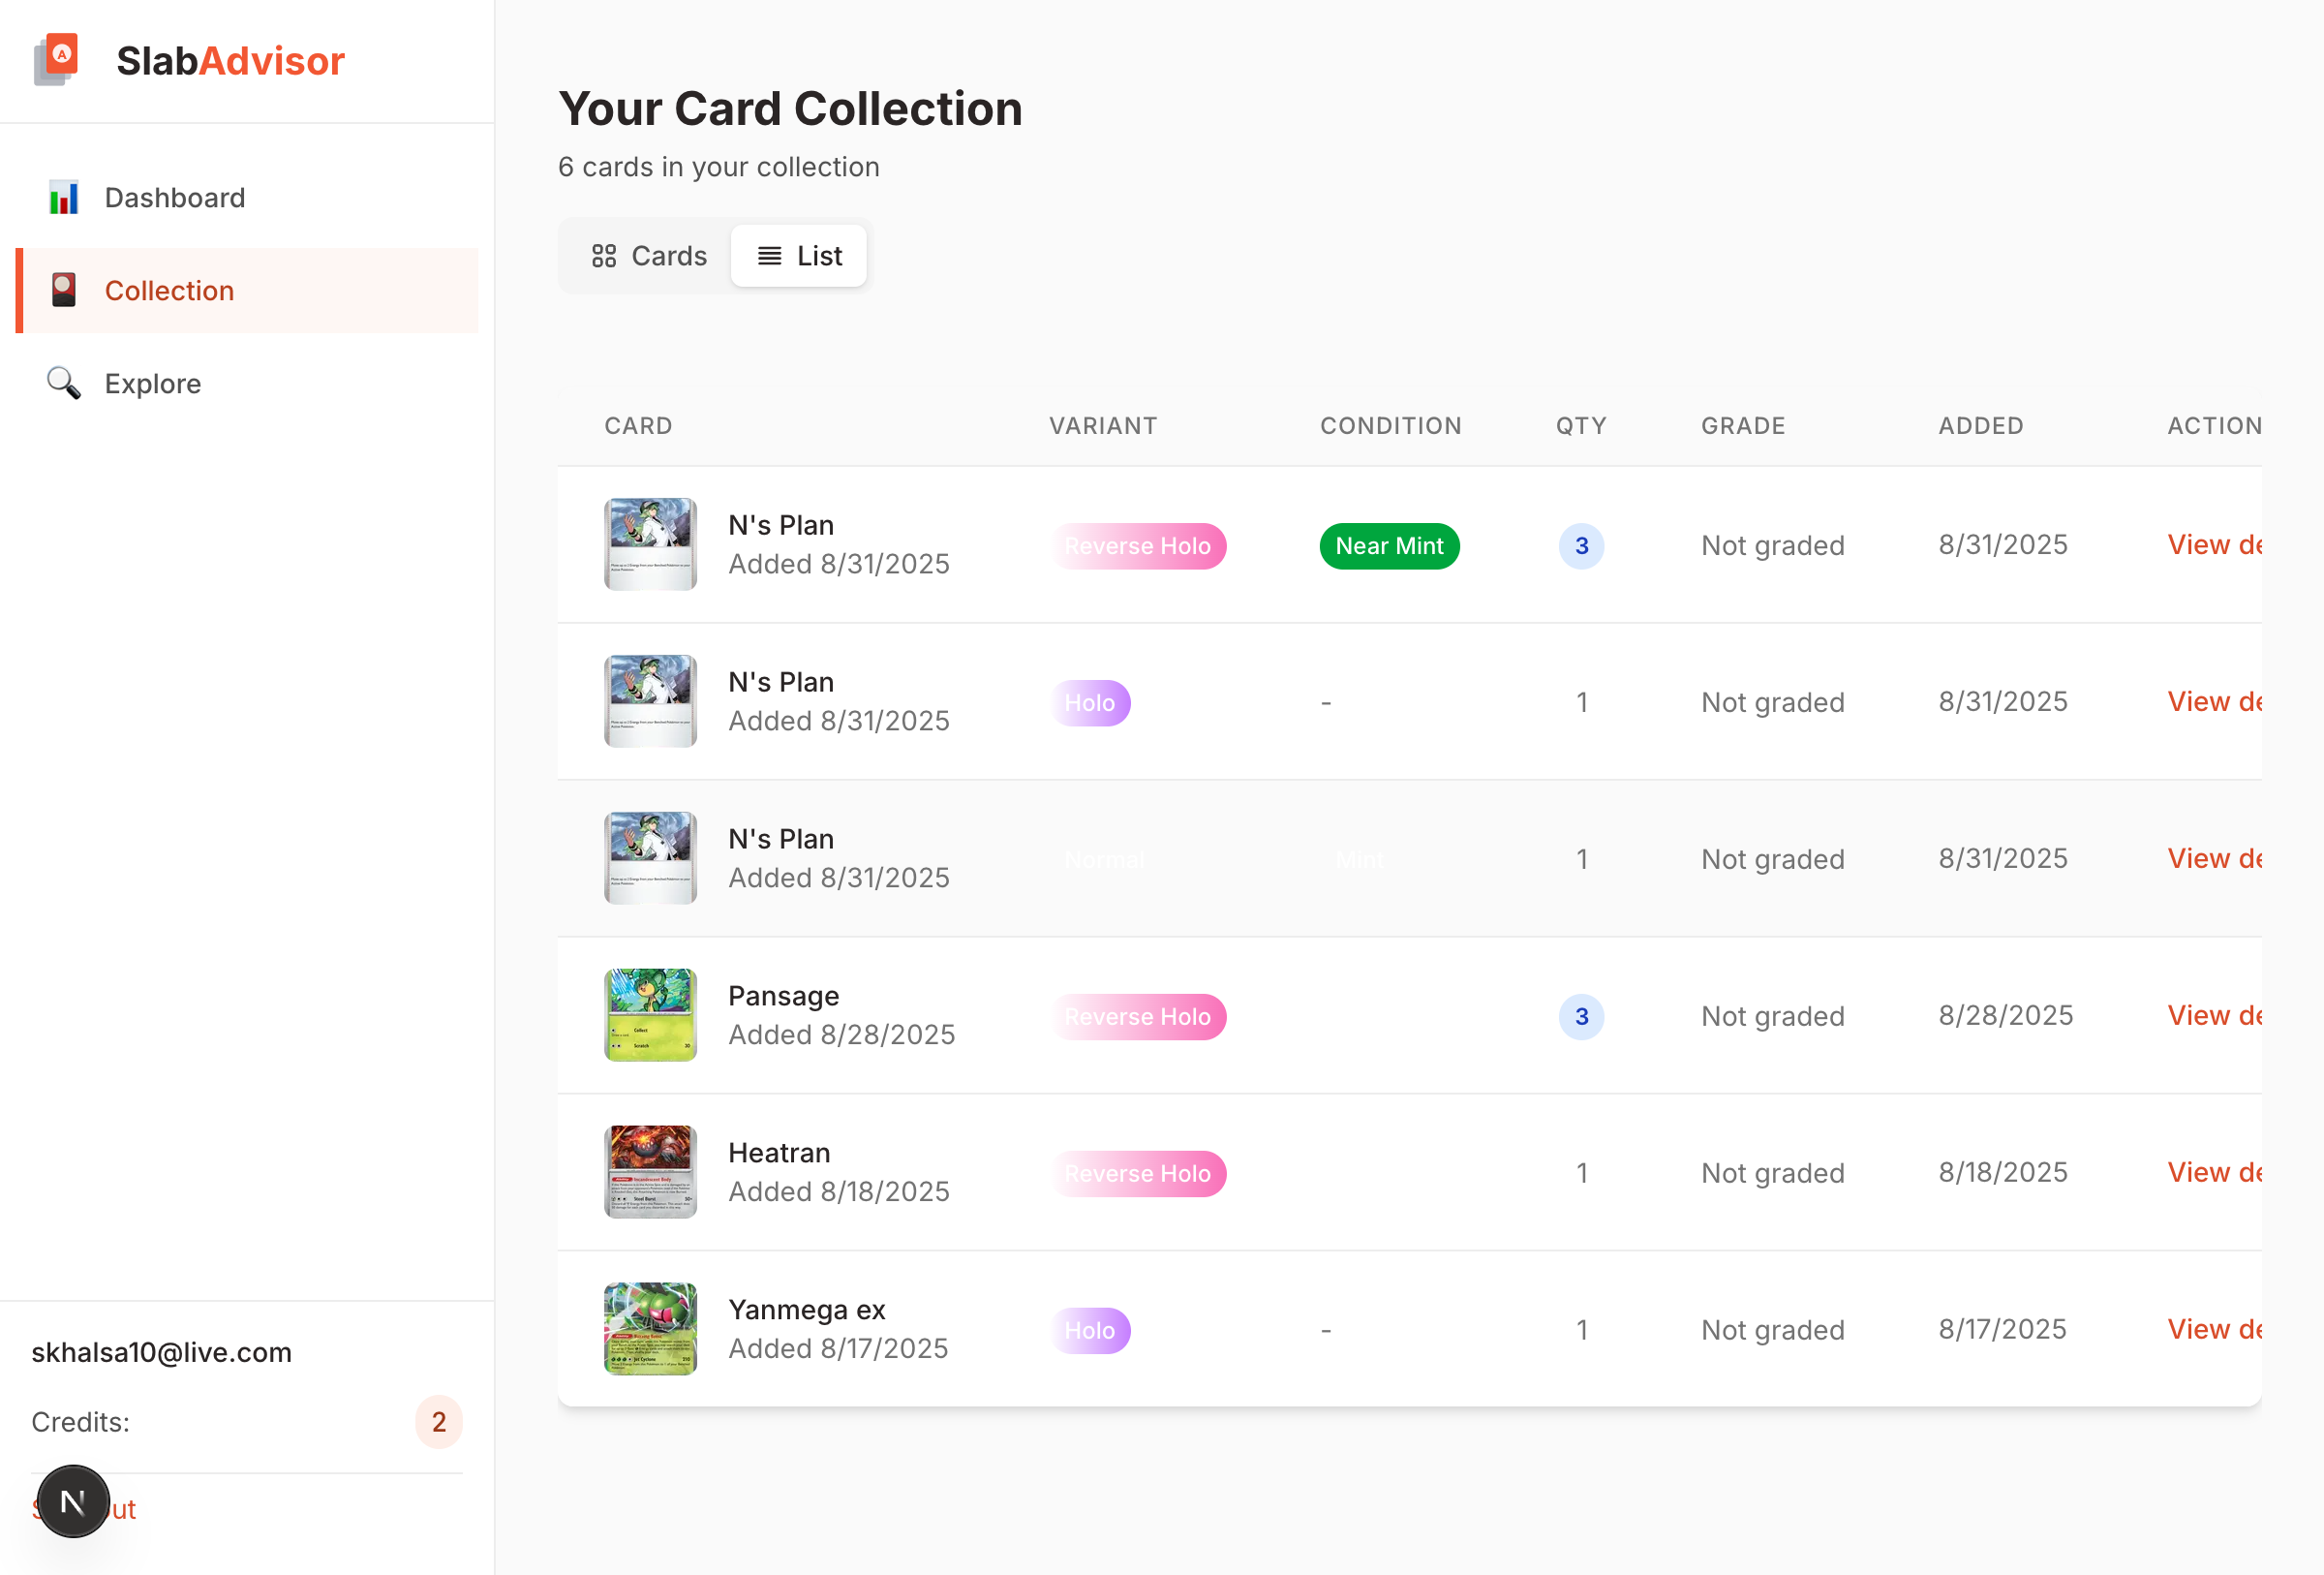 SlabAdvisor
Dashboard
Collection
Explore
skhalsa10@live.com
Credits: 2
Your Card Collection
6 cards in your collection
Cards List
CARD VARIANT CONDITION QTY GRADE ADDED ACTION
N's Plan
Added 8/31/2025
Reverse Holo Near Mint 3 Not graded 8/31/2025 View de
N's Plan
Added 8/31/2025
Holo - 1 Not graded 8/31/2025 View de
N's Plan
Added 8/31/2025
Normal Mint 1 Not graded 8/31/2025 View de
Pansage
Added 8/28/2025
Reverse Holo 3 Not graded 8/28/2025 View de
Heatran
Added 8/18/2025
Reverse Holo 1 Not graded 8/18/2025 View de
Yanmega ex
Added 8/17/2025
Holo - 1 Not graded 8/17/2025 View de